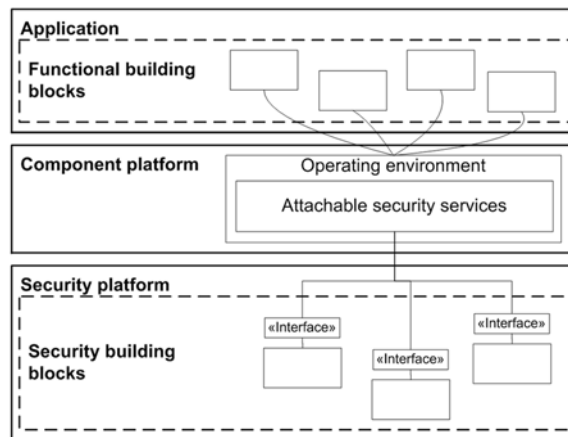 Application
Functional building
blocks
Component platform
Operating environment
Attachable security services
Security platform
«Interface»
«Interface»
«Interface»
Security building
blocks